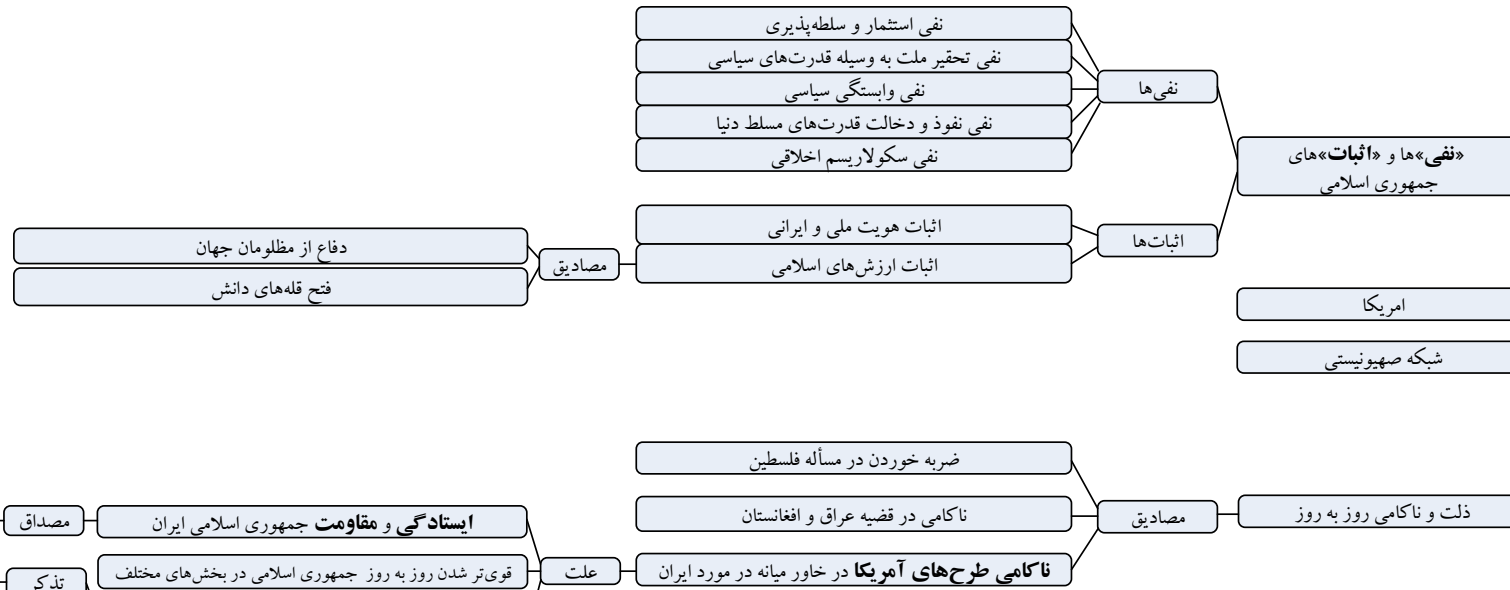 «نفی»ها و «اثبات»های
جمهوری اسلامی
نفی‌ها
نفی استثمار و سلطه‌پذیری
نفی تحقیر ملت به وسیله قدرت‌های سیاسی
نفی وابستگی سیاسی
نفی نفوذ و دخالت قدرت‌های مسلط دنیا
نفی سکولاریسم اخلاقی
اثبات‌ها
اثبات هویت ملی و ایرانی
اثبات ارزش‌های اسلامی
مصادیق
دفاع از مظلومان جهان
فتح قله‌های دانش
امریکا
شبکه صهیونیستی
ذلت و ناکامی روز به روز
مصادیق
ضربه خوردن در مسأله فلسطین
ناکامی در قضیه عراق و افغانستان
ناکامی طرح‌های آمریکا در خاور میانه در مورد ایران
علت
ایستادگی و مقاومت جمهوری اسلامی ایران
مصداق
قوی‌تر شدن روز به روز جمهوری اسلامی در بخش‌های مختلف
تذکر